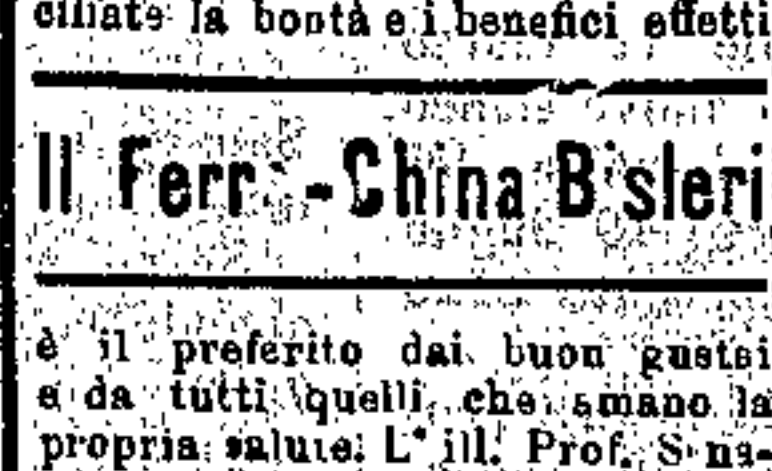 ciliate la bontà e i benefici effetti
Il Ferro-China Bisleri
è il preferito dai buon gustai
e da tutti quelli che amano la
propria salute. L'ill. Prof. Sena-